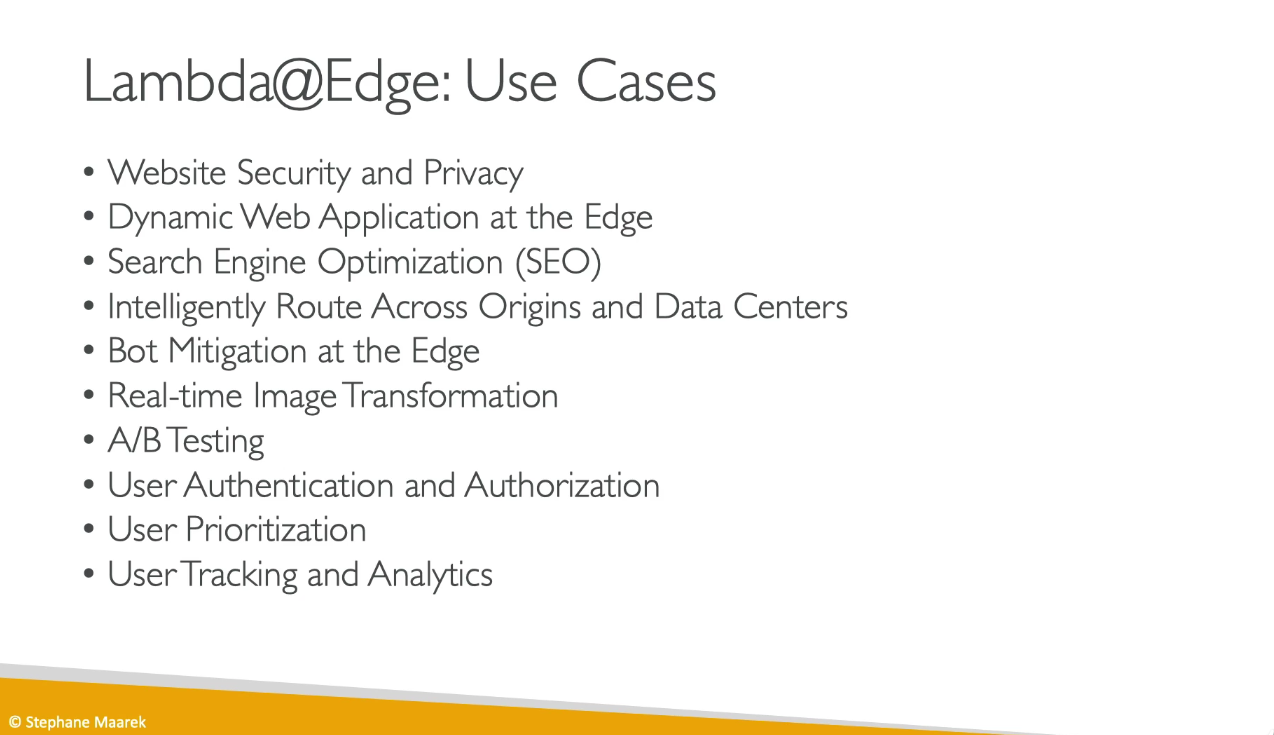 Lambda@Edge: Use Cases
• Website Security and Privacy
• Dynamic Web Application at the Edge
• Search Engine Optimization (SEO)
• Intelligently Route Across Origins and Data Centers
• Bot Mitigation at the Edge
• Real-time Image Transformation
• A/B Testing
• User Authentication and Authorization
• User Prioritization
• User Tracking and Analytics
© Stephane Maarek